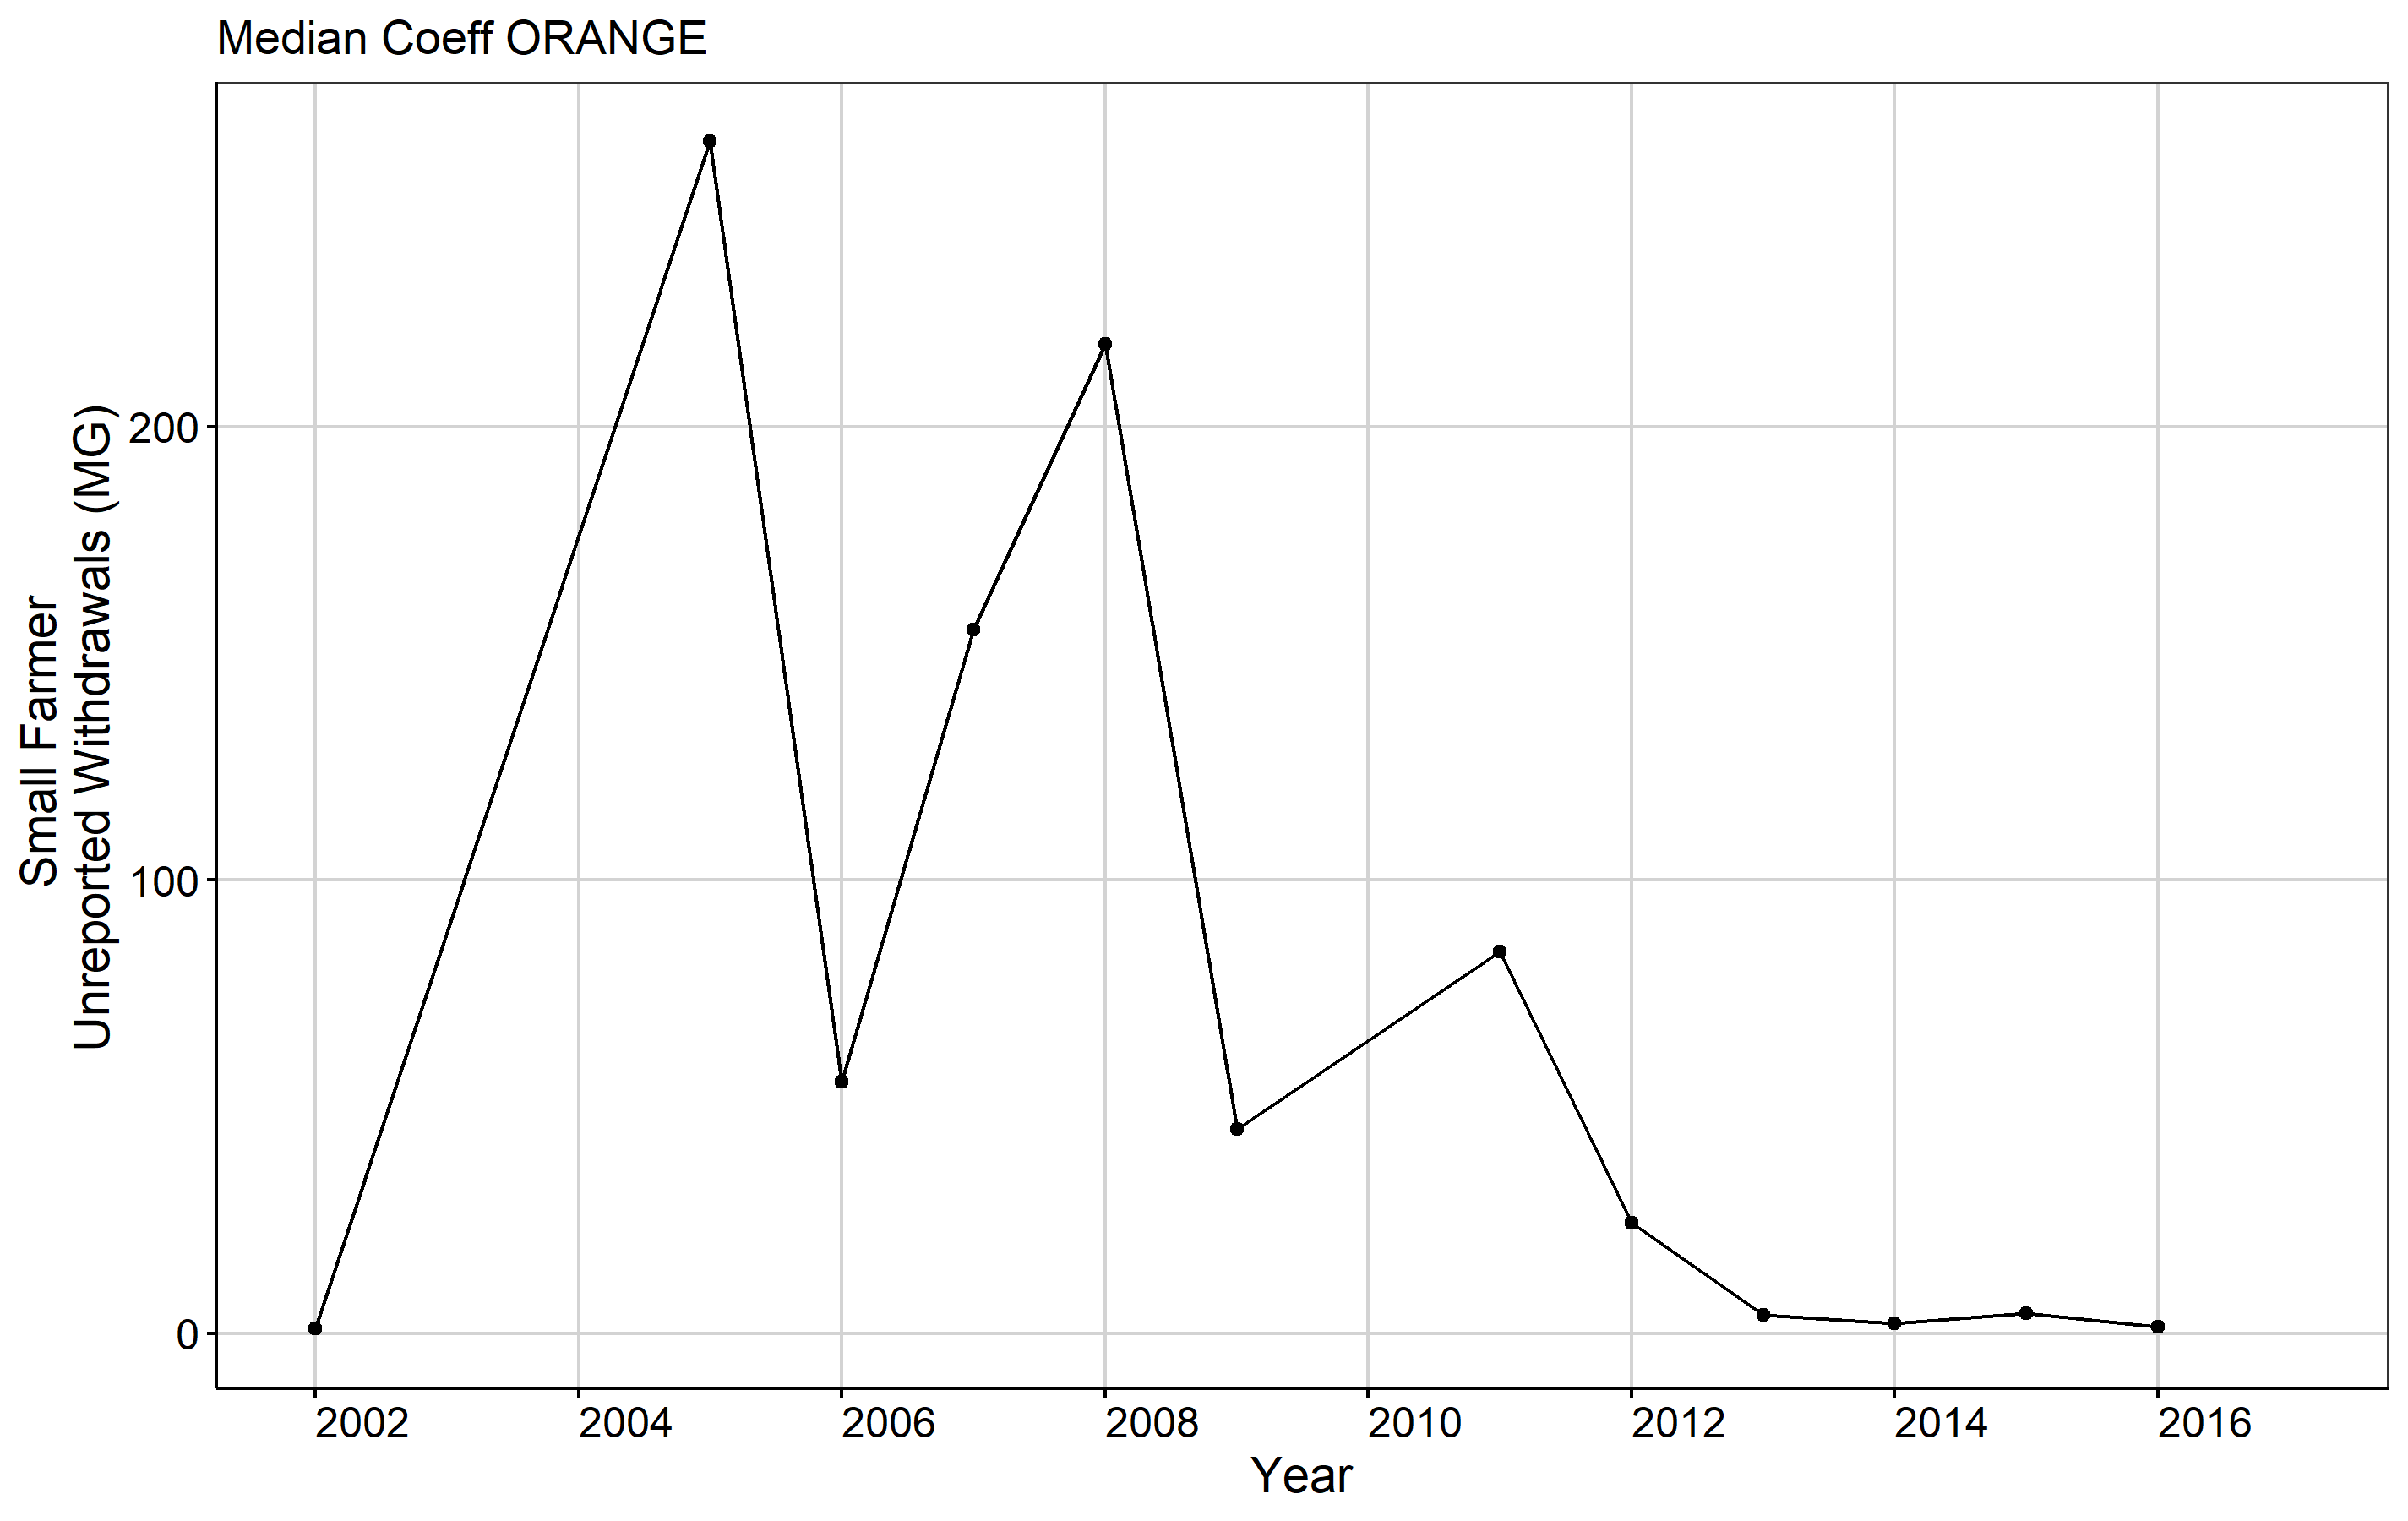 Median Coeff ORANGE
Small Farmer
Unreported Withdrawals (MG)
200
100
0
2002 2004 2006 2008 2010 2012 2014 2016
Year